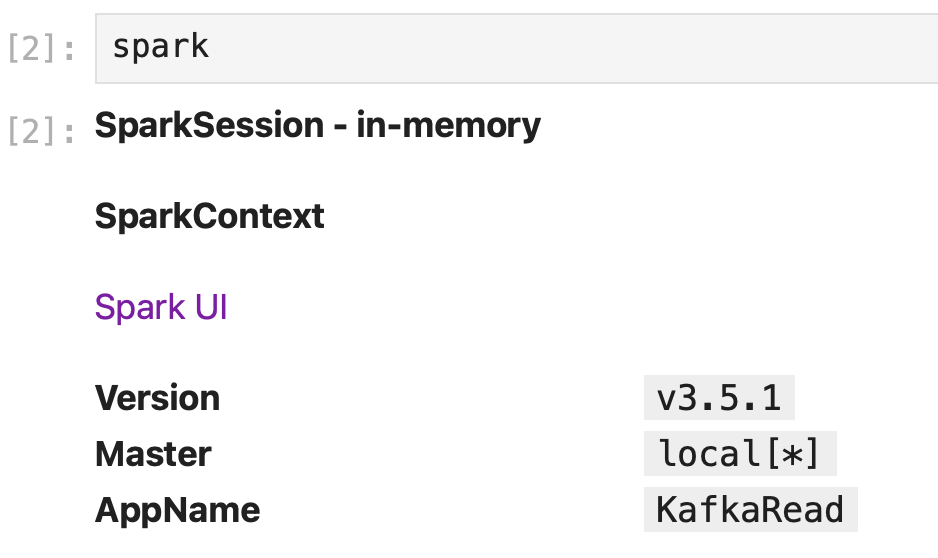 [2]: spark
[2]: SparkSession - in-memory
SparkContext
Spark UI
Version v3.5.1
Master local[*]
AppName KafkaRead